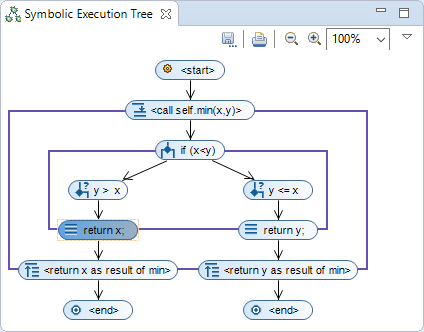 Symbolic Execution Tree
100%
<start>
<call self.min(x,y)>
if (x<y)
y > x
y <= x
return x;
return y;
<return x as result of min>
<return y as result of min>
<end>
<end>